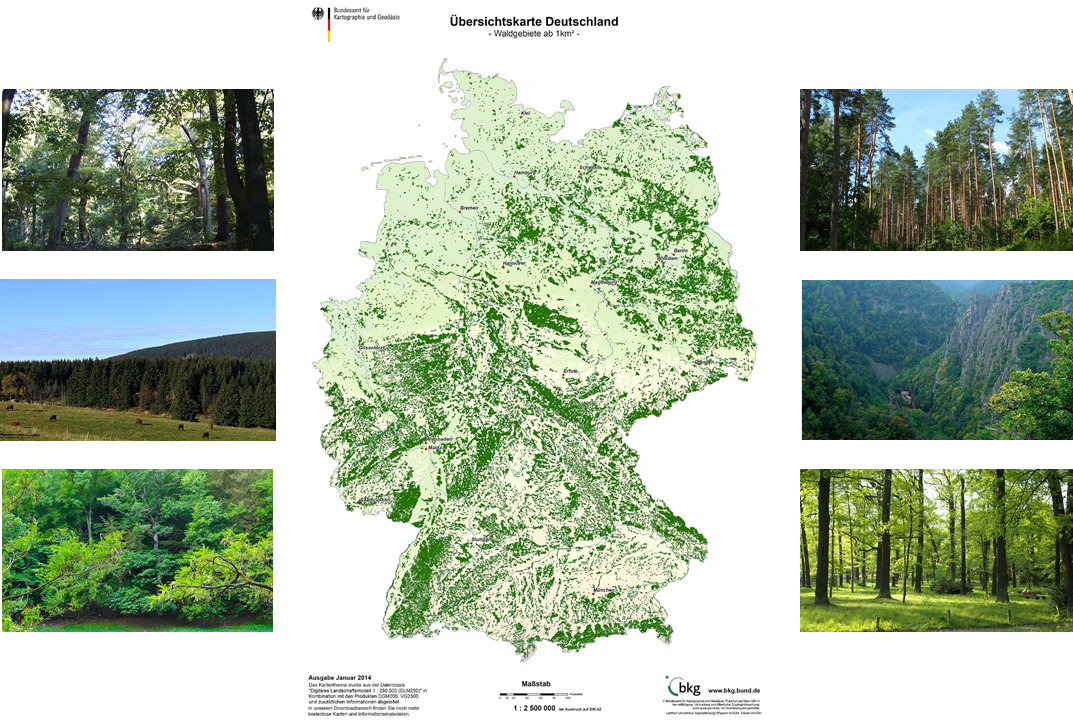 Bundesamt für
Kartographie und Geodäsie
Übersichtskarte Deutschland
- Waldgebiete ab 1km² -
Kiel
Hamburg
Schwerin
Bremen
Berlin
Potsdam
Hannover
Magdeburg
Düsseldorf
Dresden
Erfurt
Wiesbaden
Mainz
Saarbrücken
Stuttgart
München
Ausgabe Januar 2014
Das Kartenthema wurde aus der Datenbasis
"Digitales Landschaftsmodell 1 : 250 000 (DLM250)" in
Kombination mit den Produkten DGM200, VG2500
und zusätzlichen Informationen abgeleitet.
In unserem Downloadbereich finden Sie noch mehr
kostenlose Karten und Informationsmaterialien.
Maßstab
1 : 2 500 000 bei Ausdruck auf DIN A3
bkg www.bkg.bund.de